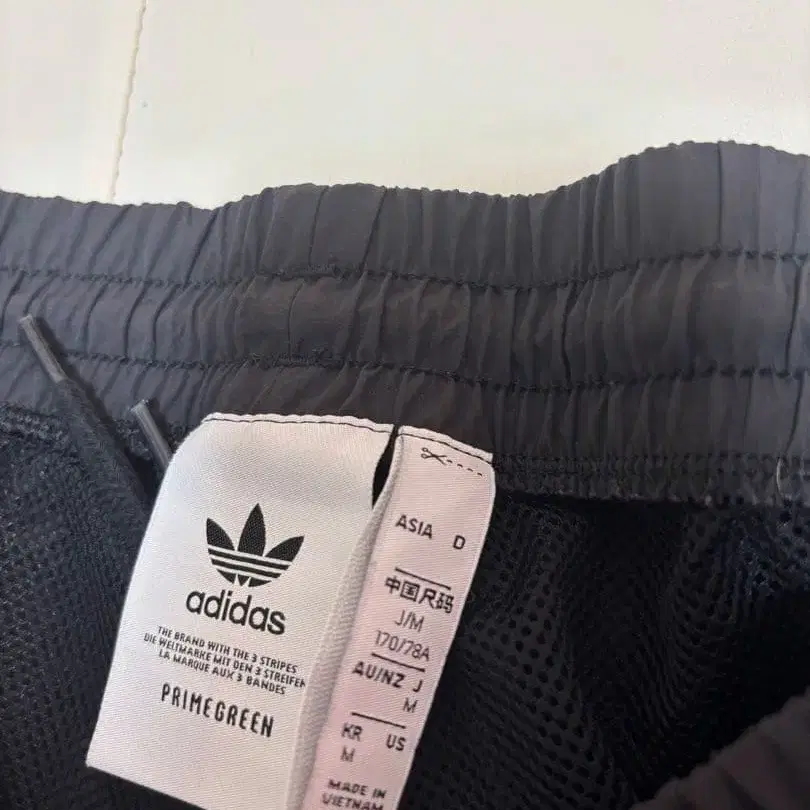 adidas
THE BRAND WITH THE 3 STRIPES
DIE WELTMARKE MIT DEN 3 STREIFEN
LA MARQUE AUX 3 BANDES
PRIMEGREEN
ASIA D
中国尺码
J/M
170/78A
AU/NZ J
M
KR US
M
MADE IN
VIETNAM